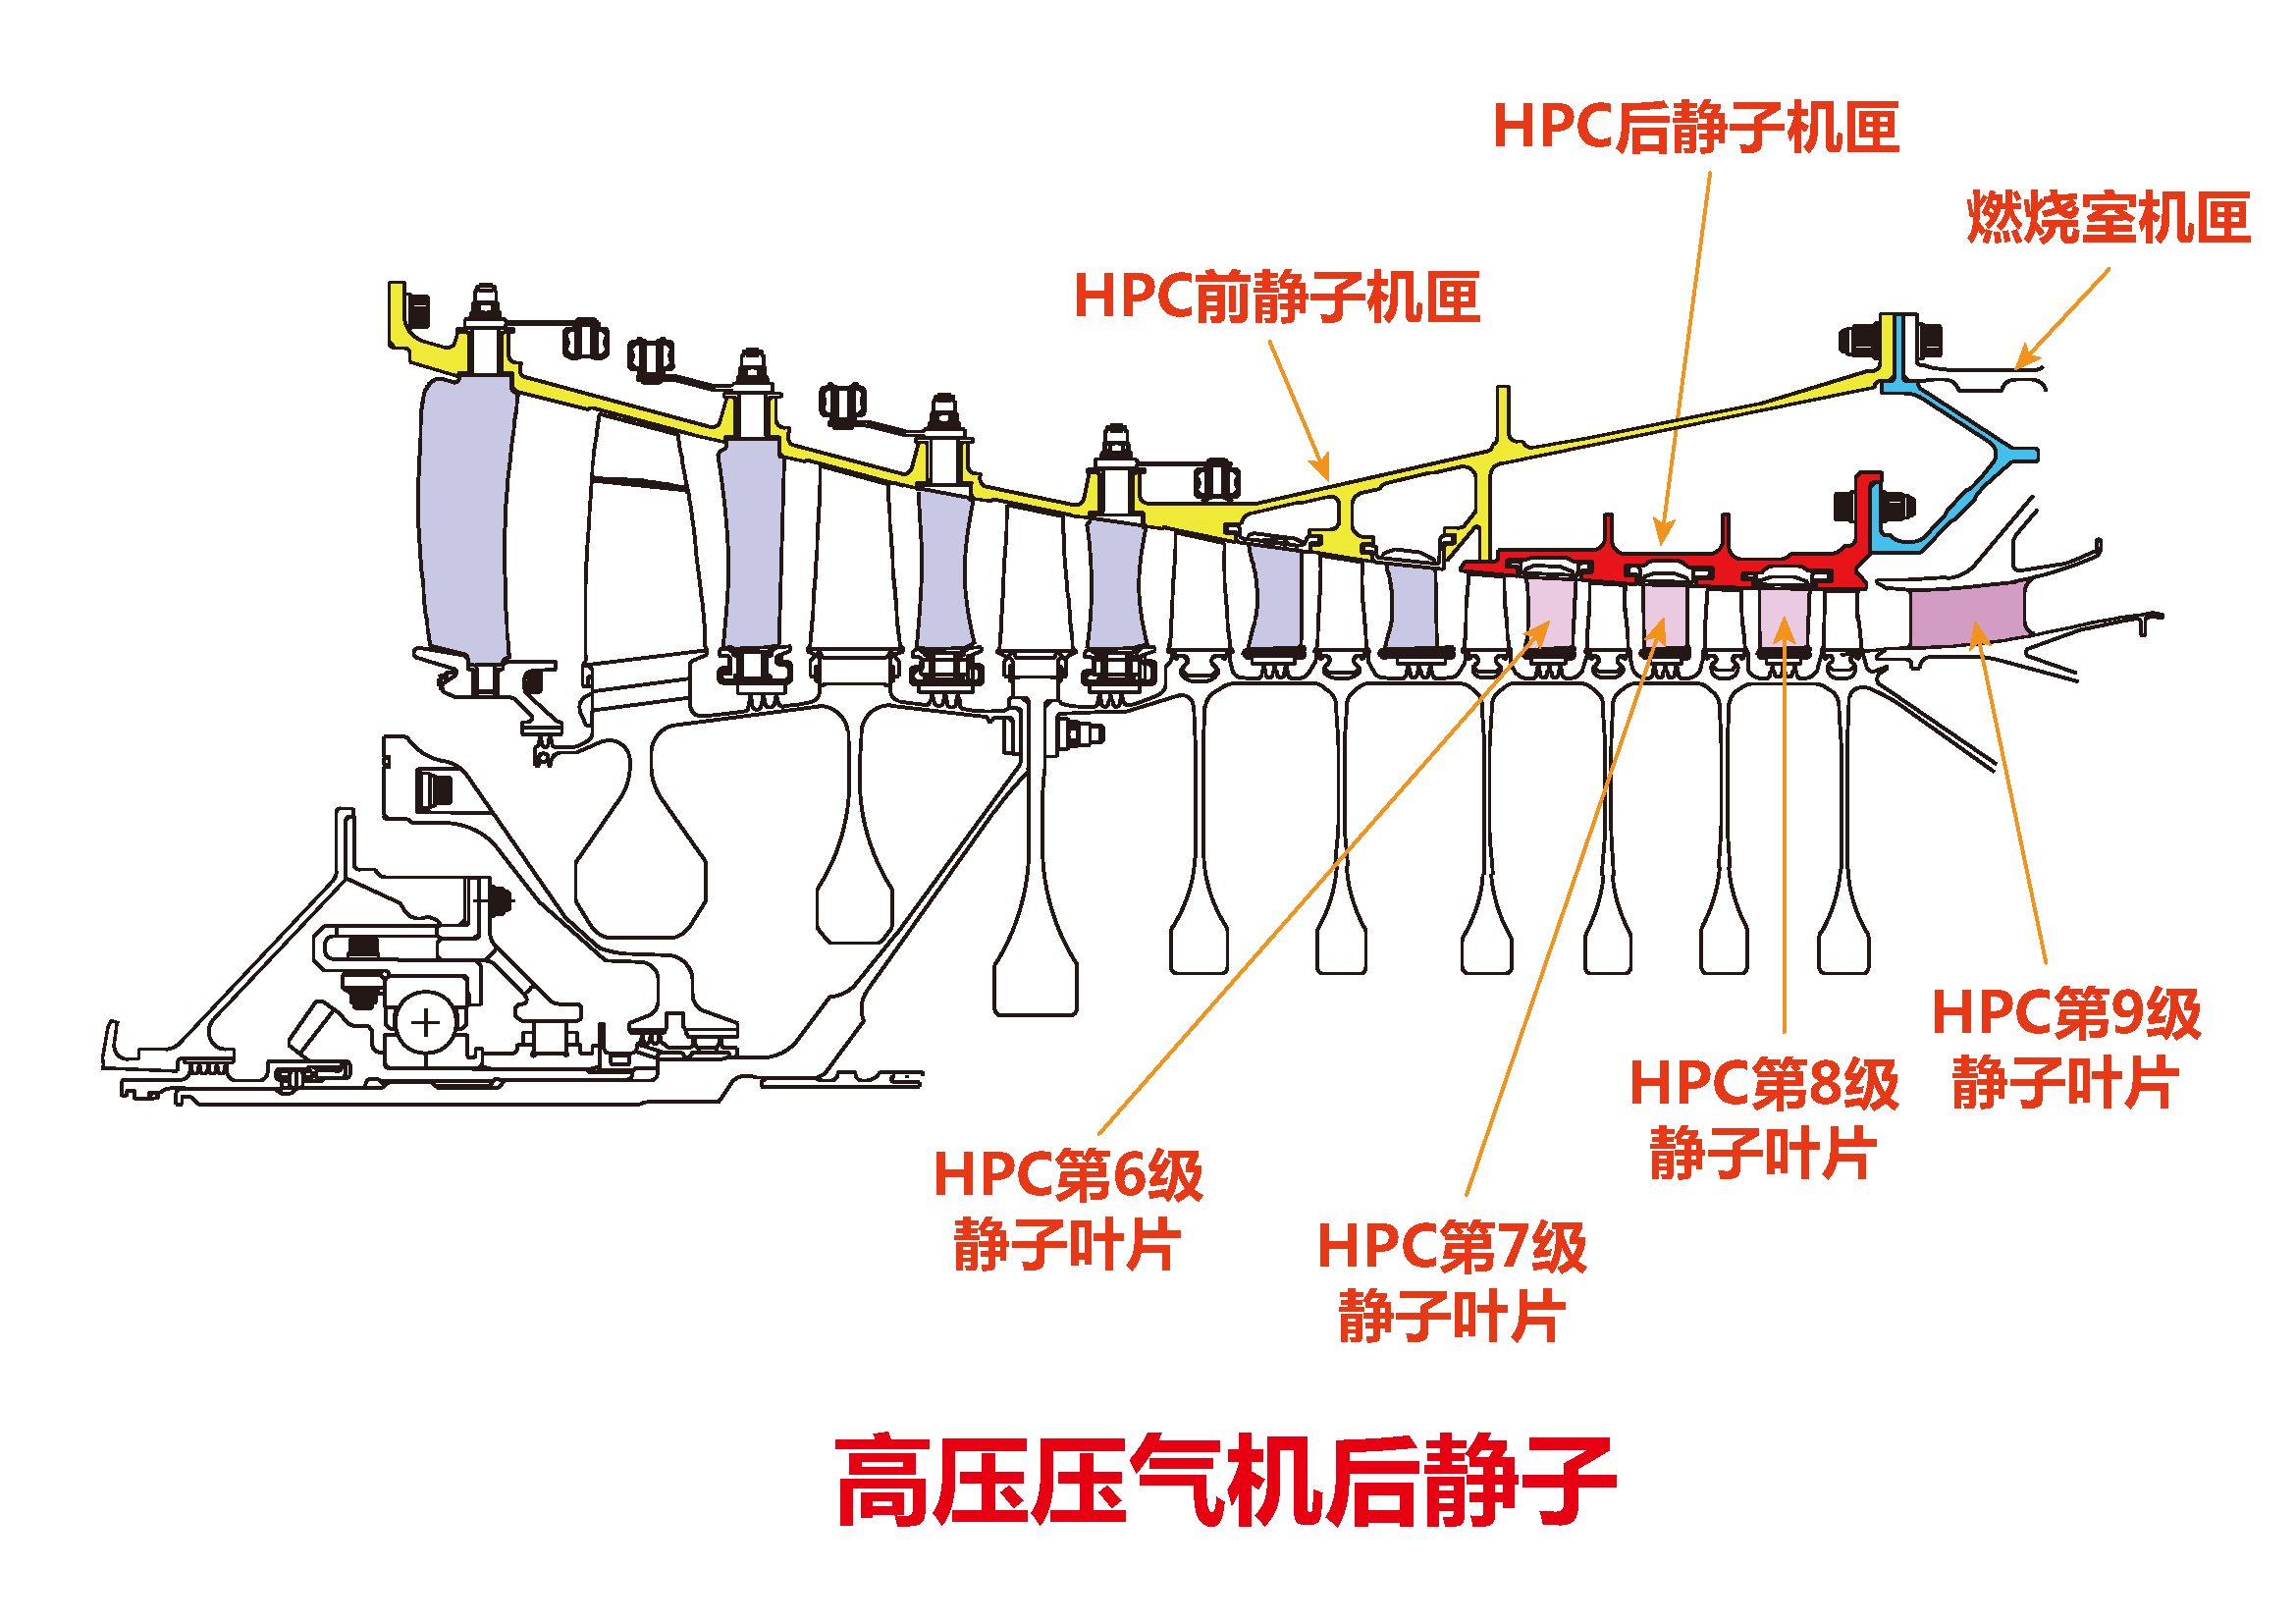 HPC后静子机匣
燃烧室机匣
HPC前静子机匣
HPC第9级
静子叶片
HPC第8级
静子叶片
HPC第6级
静子叶片
HPC第7级
静子叶片
高压压气机后静子